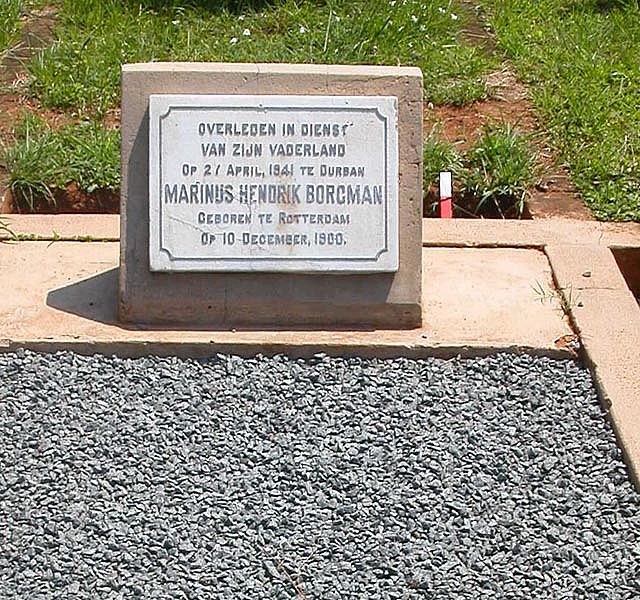 OVERLEDEN IN DIENST
VAN ZIJN VADERLAND
OP 27 APRIL, 1941 TE DURBAN
MARINUS HENDRIK BORGMAN
GEBOREN TE ROTTERDAM
OP 10 DECEMBER, 1900.